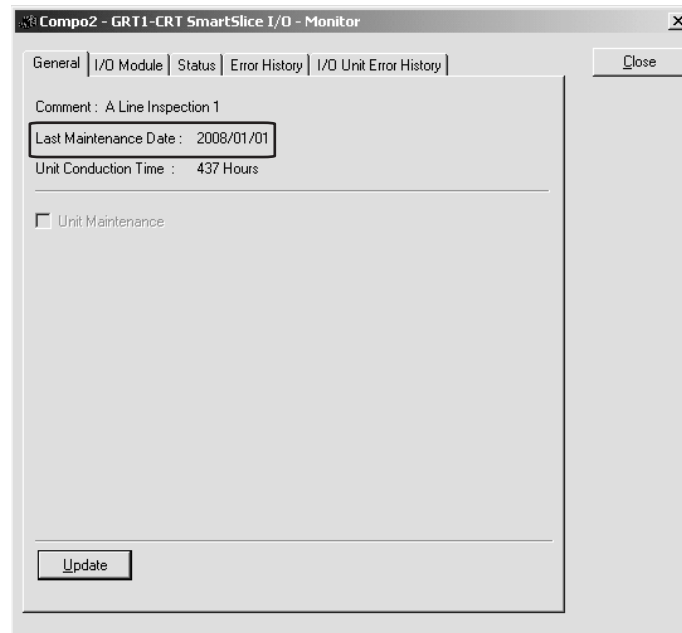 Compo2 - GRT1-CRT SmartSlice I/O - Monitor
General I/O Module Status Error History I/O Unit Error History
Close
Comment : A Line Inspection 1
Last Maintenance Date : 2008/01/01
Unit Conduction Time : 437 Hours
Unit Maintenance
Update